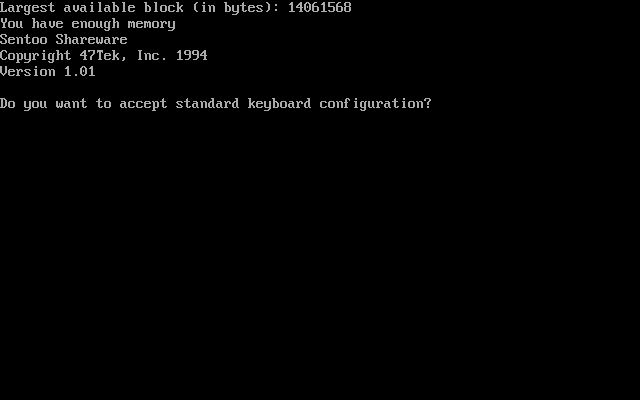 Largest available block (in bytes): 14061568
You have enough memory
Sentoo Shareware
Copyright 47Tek, Inc. 1994
Version 1.01
Do you want to accept standard keyboard configuration?